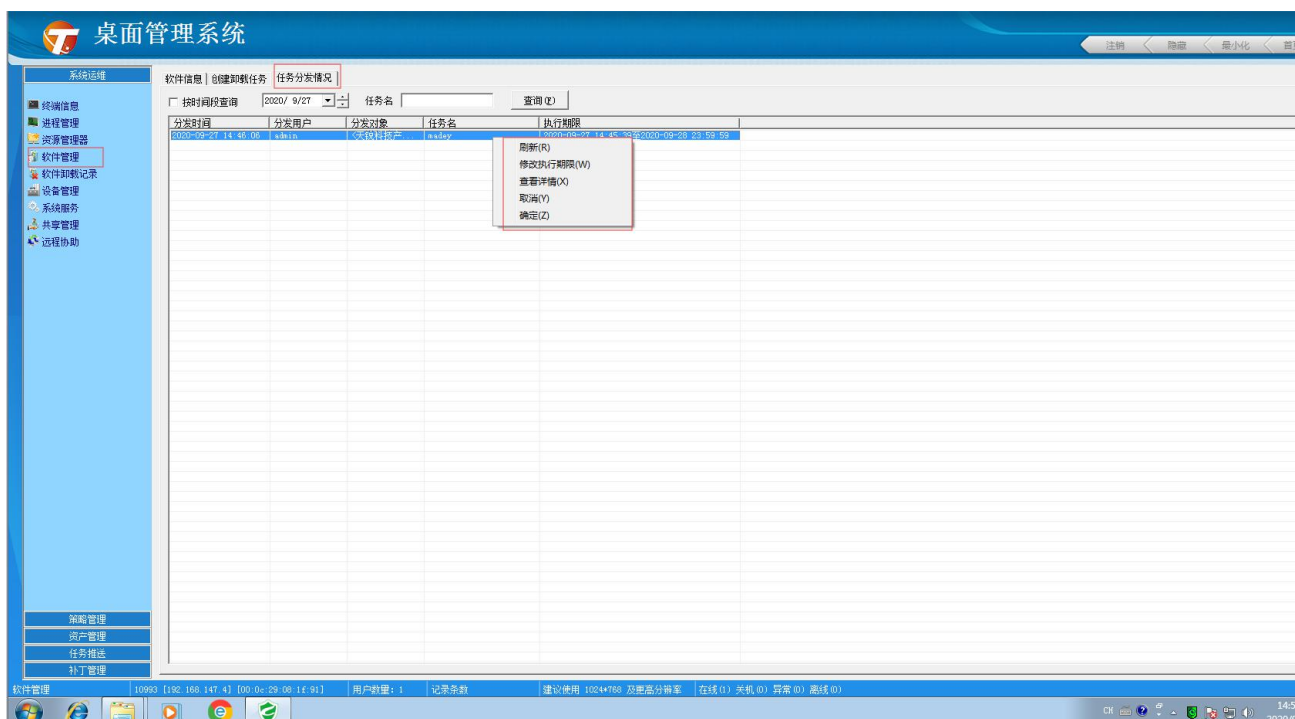 桌面管理系统
注销 隐藏 最小化
系统运维
终端信息
进程管理
资源管理器
软件管理
软件卸载记录
设备管理
系统服务
共享管理
远程协助
策略管理
资产管理
任务推送
补丁管理
软件信息 | 创建卸载任务 任务分发情况 |
按时间段查询 2020/ 9/27 任务名 查询(F)
分发时间 分发用户 分发对象 任务名 执行期限
2020-09-27 14:46:06 admin madey 2020-09-27 14:45:39至2020-09-28 23:59:59
刷新(R)
修改执行期限(W)
查看详情(X)
取消(Y)
确定(Z)
软件管理 10993 [192.168.147.4] [00:0c:29:08:1f:91] 用户数量: 1 记录条数 建议使用 1024*768 及更高分辨率 在线(1) 关机(0) 异常(0) 离线(0)
CH